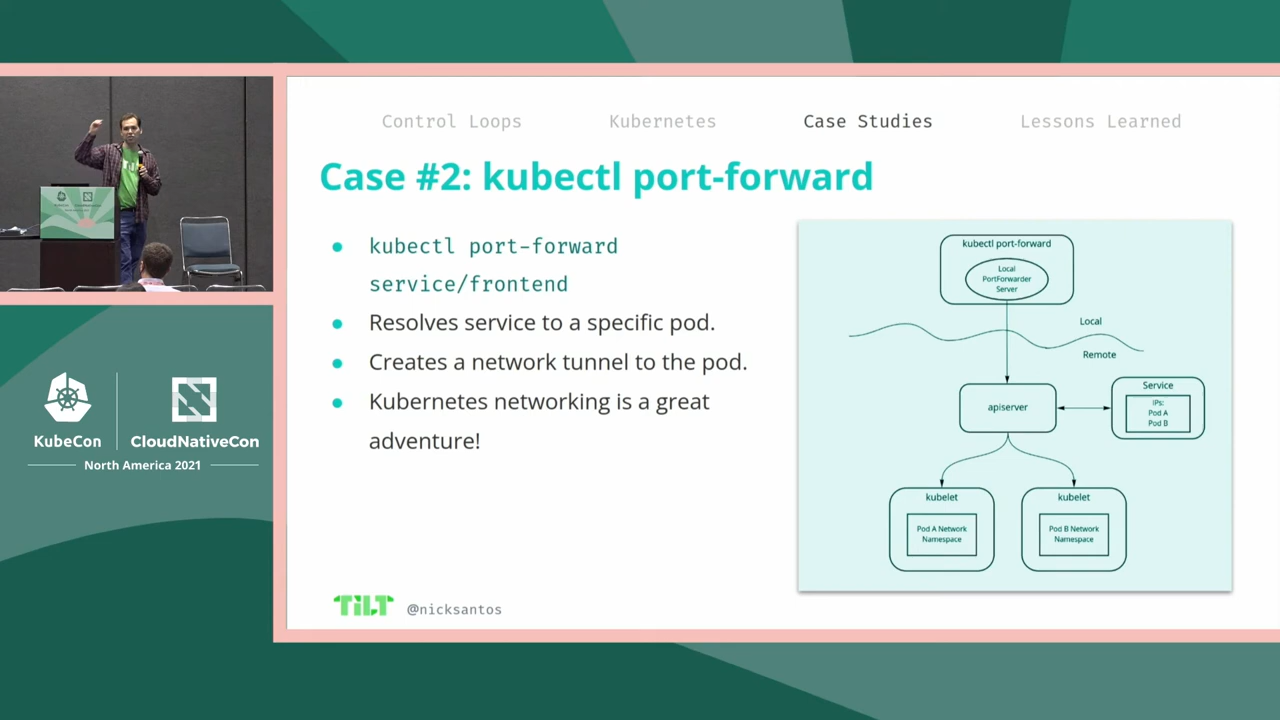 Control Loops
Kubernetes
Case Studies
Lessons Learned
Case #2: kubectl port-forward
kubectl port-forward
service/frontend
Resolves service to a specific pod.
Creates a network tunnel to the pod.
Kubernetes networking is a great
adventure!
kubectl port-forward
Local
PortForwarder
Server
Local
Remote
apiserver
Service
IPs:
Pod A
Pod B
kubelet
Pod A Network
Namespace
kubelet
Pod B Network
Namespace
TiLT
@nicksantos
KubeCon
CloudNativeCon
North America 2021